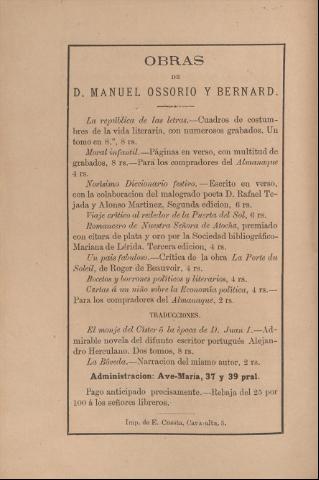 OBRAS
DE
D. MANUEL OSSORIO Y BERNARD.
La república de las letras.—Cuadros de costum-
bres de la vida literaria, con numerosos grabados. Un
tomo en 8.º, 8 rs.
Moral infantil.—Páginas en verso, con multitud de
grabados, 8 rs.—Para los compradores del Almanaque
4 rs.
Novísimo Diccionario festivo.—Escrito en verso,
con la colaboracion del malogrado poeta D. Rafael Te-
jada y Alonso Martinez. Segunda edicion, 6 rs.
Viaje crítico al rededor de la Puerta del Sol, 6 rs.
Romancero de Nuestra Señora de Atocha, premiado
con cítara de plata y oro por la Sociedad bibliográfico-
Mariana de Lérida. Tercera edicion, 4 rs.
Un país fabuloso.—Crítica de la obra La Porte du
Soleil, de Roger de Beauvoir, 4 rs.
Bocetos y borrones políticos y literarios, 4 rs.
Cartas á un niño sobre la Economía política, 4 rs.—
Para los compradores del Almanaque, 2 rs.
TRADUCCIONES.
El monje del Cister ó la época de D. Juan I.—Ad-
mirable novela del difunto escritor portugués Alejan-
dro Herculano. Dos tomos, 8 rs.
La Bóveda.—Narracion del mismo autor, 2 rs.
Administracion: Ave-María, 37 y 39 pral.
Pago anticipado precisamente.—Rebaja del 25 por
100 á los señores libreros.
Imp. de E. Cuesta, Cava-alta, 5.